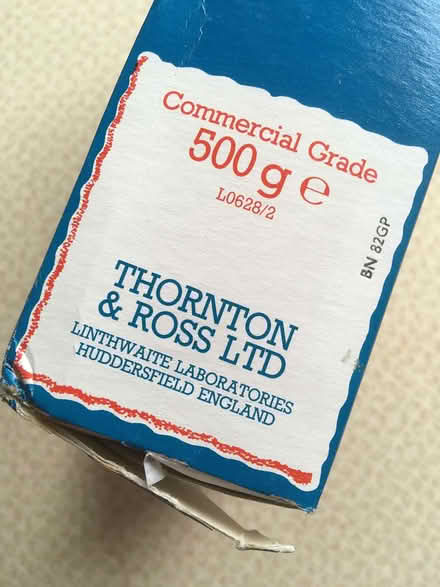 Commercial Grade
500 g ℮
L0628/2
BN 82GP
THORNTON
& ROSS LTD
LINTHWAITE LABORATORIES
HUDDERSFIELD ENGLAND